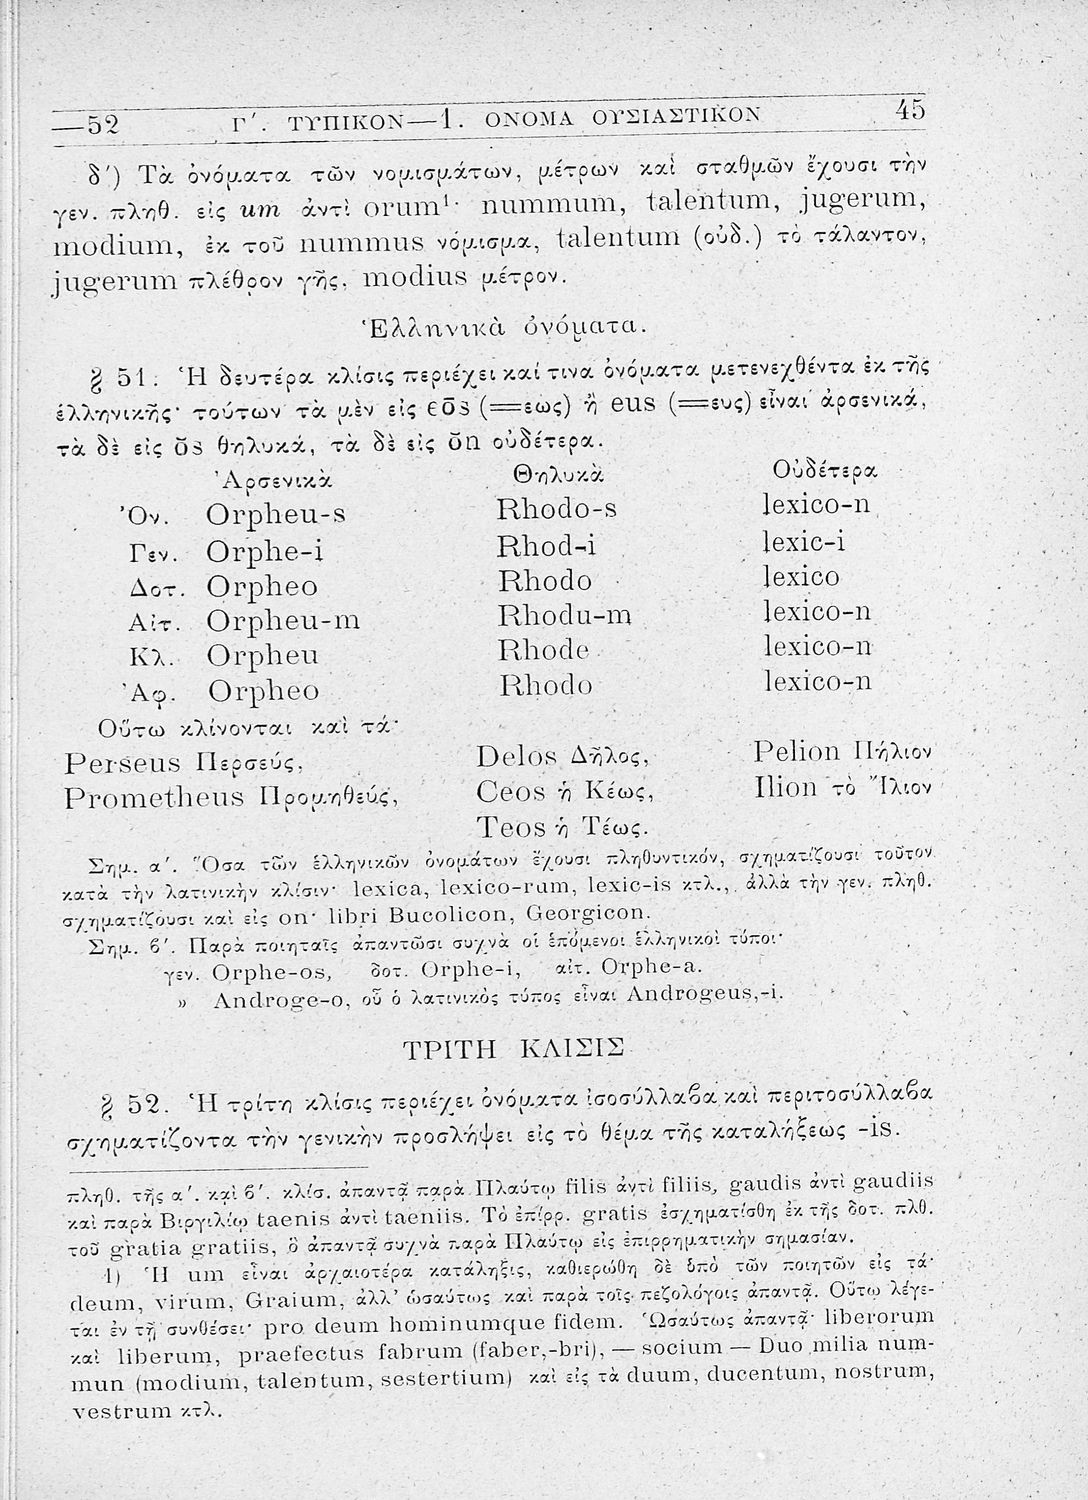 —52 Γ΄. ΤΥΠΙΚΟΝ—1. ΟΝΟΜΑ ΟΥΣΙΑΣΤΙΚΟΝ 45
δ΄) Τὰ ὀνόματα τῶν νομισμάτων, μέτρων καὶ σταθμῶν ἔχουσι τὴν
γεν. πληθ. εἰς um ἀντὶ orum¹· nummum, talentum, jugerum,
modium, ἐκ τοῦ nummus νόμισμα, talentum (οὐδ.) τὸ τάλαντον,
jugerum πλέθρον γῆς, modius μέτρον.
Ἑλληνικὰ ὀνόματα.
§ 51. Ἡ δευτέρα κλίσις περιέχει καί τινα ὀνόματα μετενεχθέντα ἐκ τῆς
ἑλληνικῆς· τούτων τὰ μὲν εἰς eōs (=εως) ἢ eus (=ευς) εἶναι ἀρσενικά,
τὰ δὲ εἰς ŏs θηλυκά, τὰ δὲ εἰς ŏn οὐδέτερα.
Ἀρσενικὰ Θηλυκὰ Οὐδέτερα
Ὀν. Orpheu-s Rhodo-s lexico-n
Γεν. Orphe-i Rhod-i lexic-i
Δοτ. Orpheo Rhodo lexico
Αἰτ. Orpheu-m Rhodu-m lexico-n
Κλ. Orpheu Rhode lexico-n
Ἀφ. Orpheo Rhodo lexico-n
Οὕτω κλίνονται καὶ τά·
Perseus Περσεύς, Delos Δῆλος, Pelion Πήλιον
Prometheus Προμηθεύς, Ceos ἡ Κέως, Ilion τὸ Ἴλιον
Teos ἡ Τέως.
Σημ. α΄. Ὅσα τῶν ἑλληνικῶν ὀνομάτων ἔχουσι πληθυντικόν, σχηματίζουσι τοῦτον
κατὰ τὴν λατινικὴν κλίσιν· lexica, lexico-rum, lexic-is κτλ., ἀλλὰ τὴν γεν. πληθ.
σχηματίζουσι καὶ εἰς on· libri Bucolicon, Georgicon.
Σημ. ϐ΄. Παρὰ ποιηταῖς ἀπαντῶσι συχνὰ οἱ ἑπόμενοι ἑλληνικοὶ τύποι·
γεν. Orphe-os, δοτ. Orphe-i, αἰτ. Orphe-a.
» Androge-o, οὗ ὁ λατινικὸς τύπος εἶναι Androgeus,-i.
ΤΡΙΤΗ ΚΛΙΣΙΣ
§ 52. Ἡ τρίτη κλίσις περιέχει ὀνόματα ἰσοσύλλαϐα καὶ περιτοσύλλαϐα
σχηματίζοντα τὴν γενικὴν προσλήψει εἰς τὸ θέμα τῆς καταλήξεως -is.
πληθ. τῆς α΄. καὶ ϐ΄. κλίσ. ἀπαντᾷ παρὰ Πλαύτῳ filis ἀντὶ filiis, gaudis ἀντὶ gaudiis
καὶ παρὰ Βιργιλίῳ taenis ἀντὶ taeniis. Τὸ ἐπίρρ. gratis ἐσχηματίσθη ἐκ τῆς δοτ. πλθ.
τοῦ gratia gratiis, ὃ ἀπαντᾷ συχνὰ παρὰ Πλαύτῳ εἰς ἐπιρρηματικὴν σημασίαν.
1) Ἡ um εἶναι ἀρχαιοτέρα κατάληξις, καθιερώθη δὲ ὑπὸ τῶν ποιητῶν εἰς τά·
deum, virum, Graium, ἀλλ' ὡσαύτως καὶ παρὰ τοῖς πεζολόγοις ἀπαντᾷ. Οὕτω λέγε-
ται ἐν τῇ συνθέσει· pro deum hominumque fidem. Ὡσαύτως ἀπαντᾷ· liberorum
καὶ liberum, praefectus fabrum (faber,-bri), — socium — Duo milia num-
mun (modium, talentum, sestertium) καὶ εἰς τὰ duum, ducentum, nostrum,
vestrum κτλ.